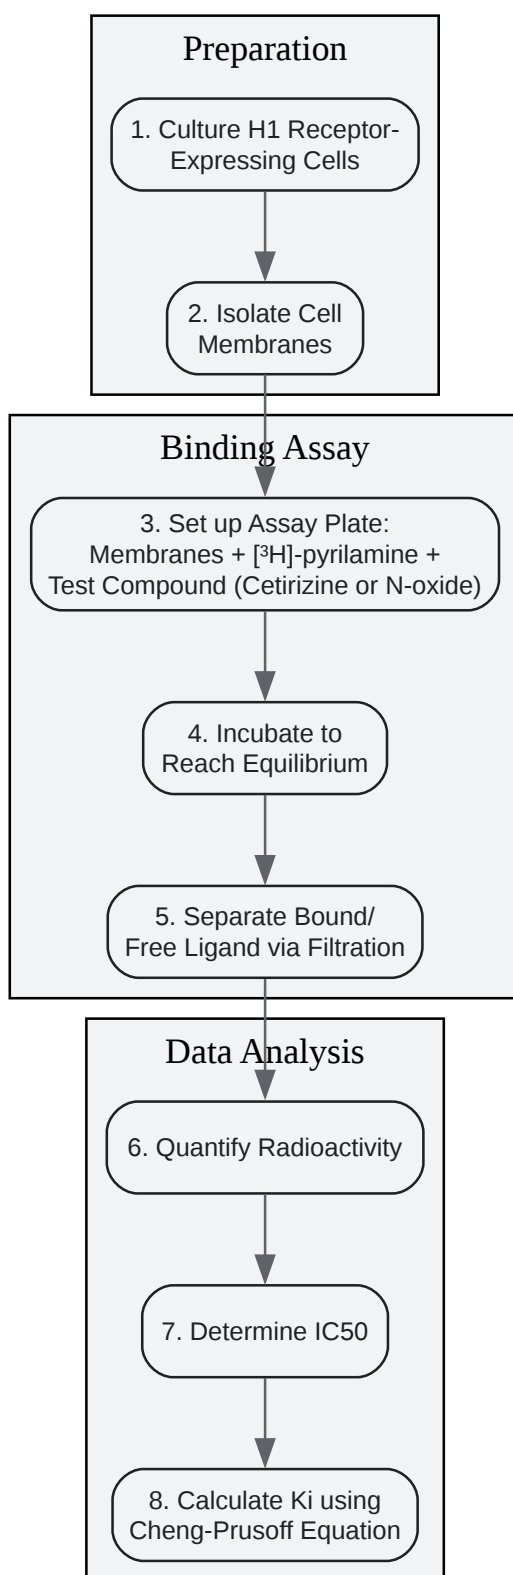 Preparation
1. Culture H1 Receptor-
Expressing Cells
2. Isolate Cell
Membranes
Binding Assay
3. Set up Assay Plate:
Membranes + [³H]-pyrilamine +
Test Compound (Cetirizine or N-oxide)
4. Incubate to
Reach Equilibrium
5. Separate Bound/
Free Ligand via Filtration
Data Analysis
6. Quantify Radioactivity
7. Determine IC50
8. Calculate Ki using
Cheng-Prusoff Equation